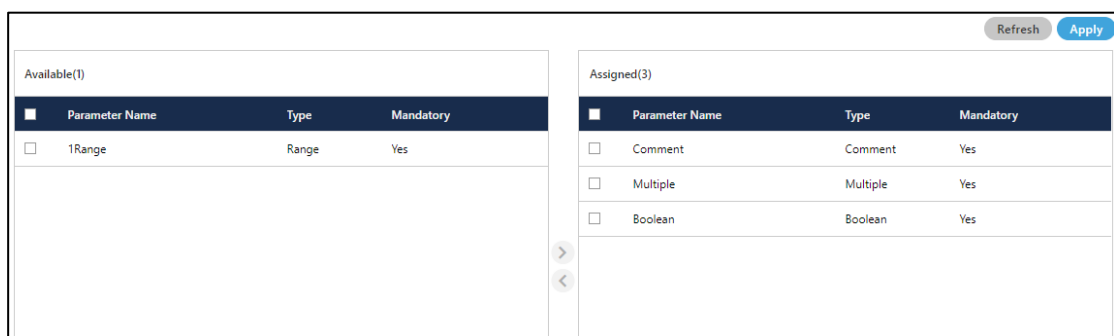 Refresh Apply
Available(1)
Parameter Name Type Mandatory
1Range Range Yes
Assigned(3)
Parameter Name Type Mandatory
Comment Comment Yes
Multiple Multiple Yes
Boolean Boolean Yes